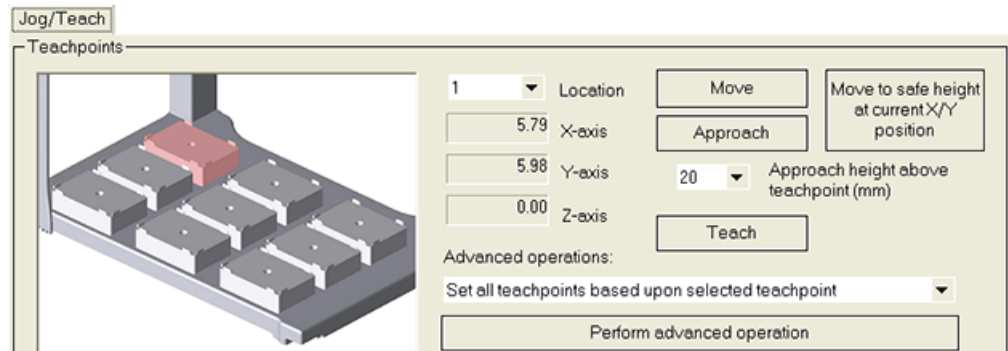 Jog/Teach
Teachpoints
1
Location
Move
Move to safe height
at current X/Y
position
5.79
X-axis
Approach
5.98
Y-axis
20
Approach height above
teachpoint (mm)
0.00
Z-axis
Teach
Advanced operations:
Set all teachpoints based upon selected teachpoint
Perform advanced operation